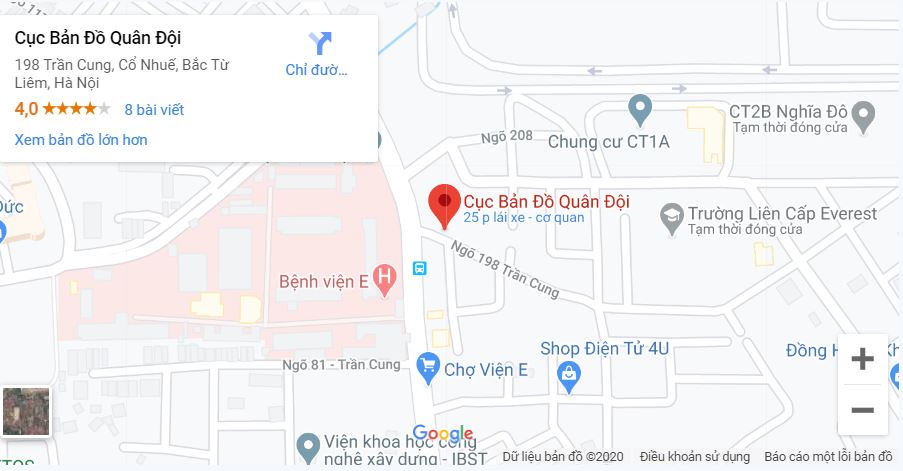 Cục Bản Đồ Quân Đội
198 Trần Cung, Cổ Nhuế, Bắc Từ
Liêm, Hà Nội
4,0
8 bài viết
Xem bản đồ lớn hơn
Chỉ đườ...
Ngõ 208
Chung cư CT1A
CT2B Nghĩa Đô
Tạm thời đóng cửa
Cục Bản Đồ Quân Đội
25 p lái xe - cơ quan
Trường Liên Cấp Everest
Tạm thời đóng cửa
Đức
Ngõ 198 Trần Cung
Bệnh viện E
H
Ngõ 81 - Trần Cung
Chợ Viện E
Shop Điện Tử 4U
Đồng H
Kh
Viện khoa học công
nghệ xây dựng - IBST
Google
Dữ liệu bản đồ ©2020
Điều khoản sử dụng
Báo cáo một lỗi bản đồ